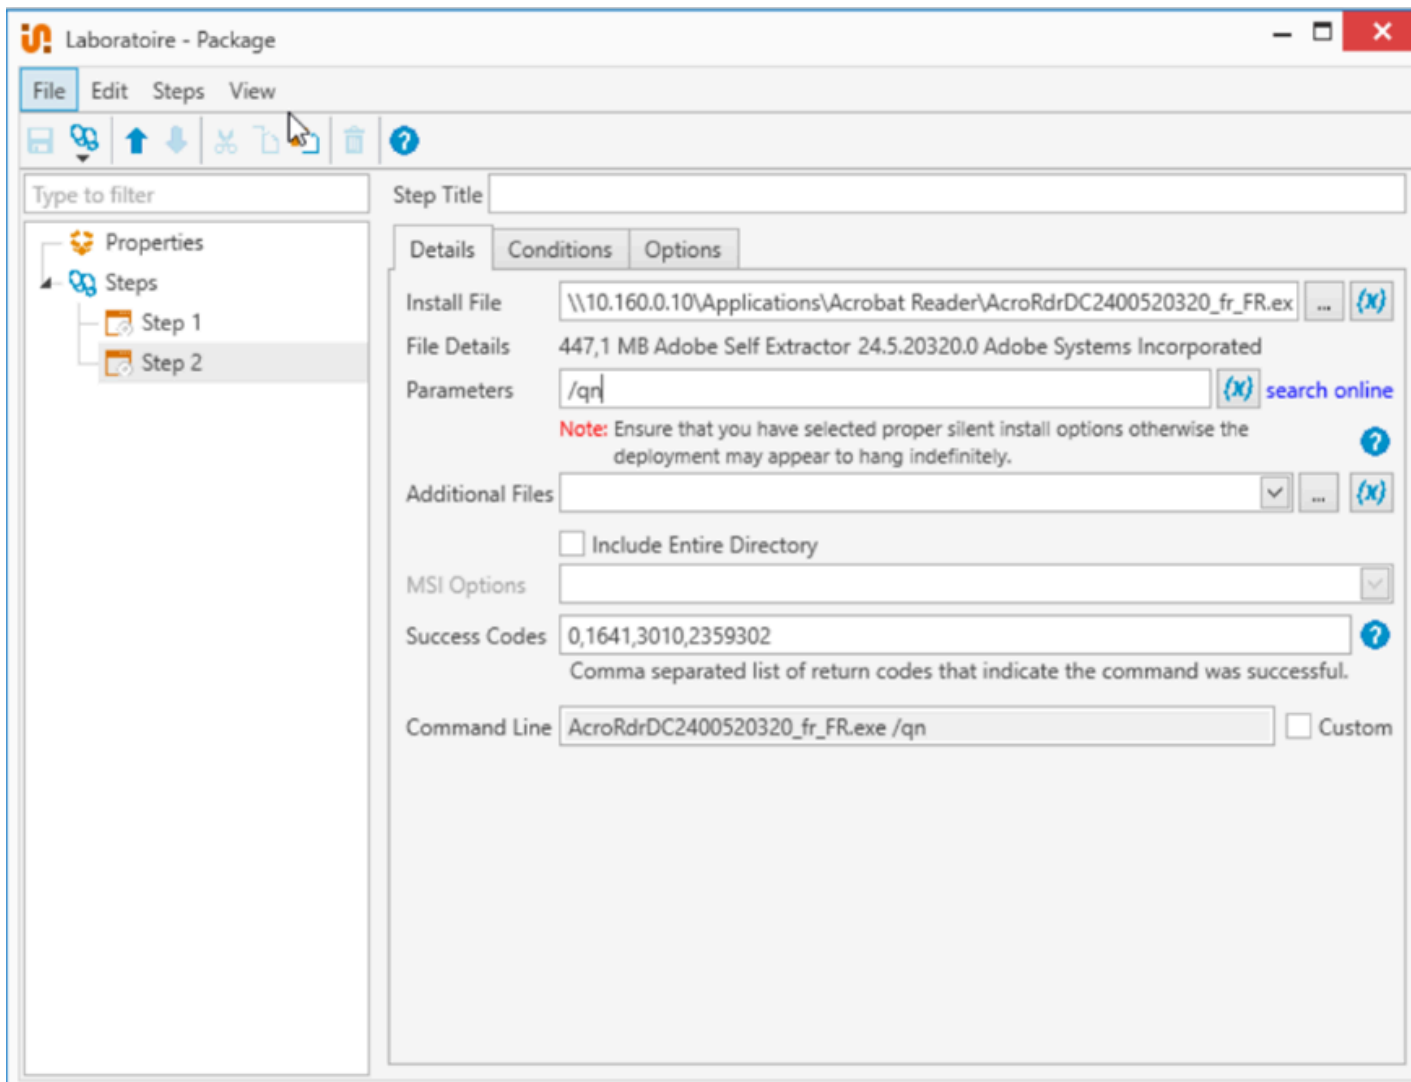 Laboratoire - Package
File Edit Steps View
Type to filter
Properties
Steps
Step 1
Step 2
Step Title
Details Conditions Options
Install File \\10.160.0.10\Applications\Acrobat Reader\AcroRdrDC2400520320_fr_FR.ex ... {x}
File Details 447,1 MB Adobe Self Extractor 24.5.20320.0 Adobe Systems Incorporated
Parameters /qn {x} search online
Note: Ensure that you have selected proper silent install options otherwise the
deployment may appear to hang indefinitely.
Additional Files ... {x}
Include Entire Directory
MSI Options
Success Codes 0,1641,3010,2359302
Comma separated list of return codes that indicate the command was successful.
Command Line AcroRdrDC2400520320_fr_FR.exe /qn Custom